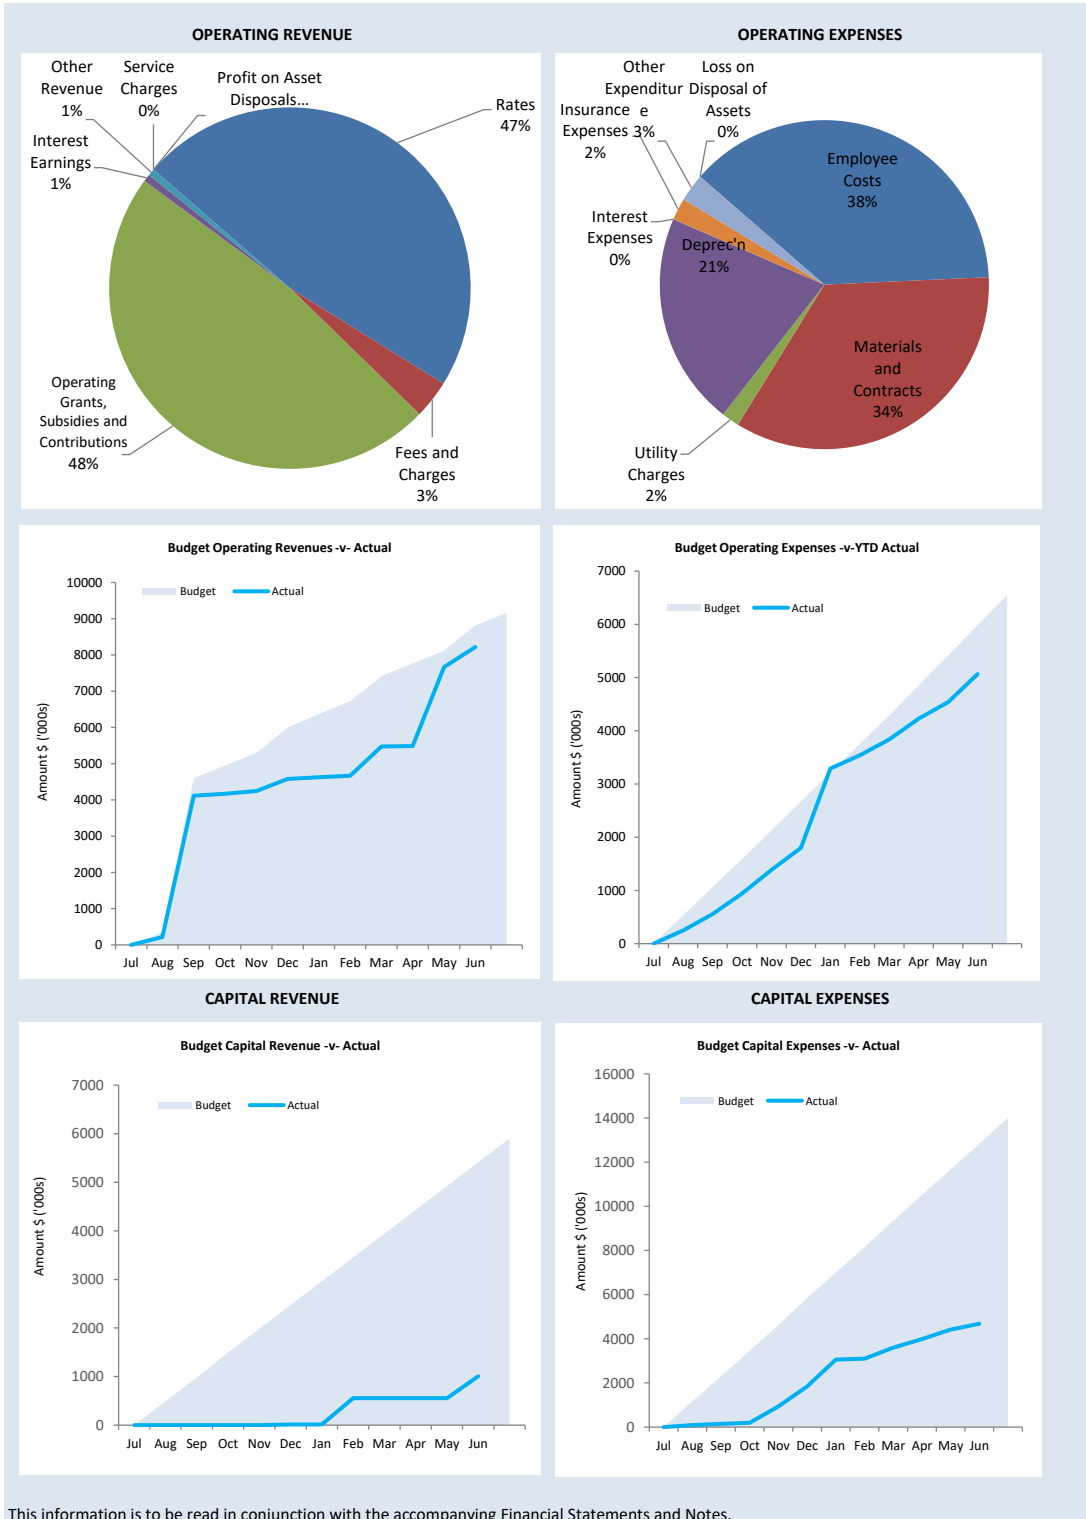 OPERATING REVENUE
Other
Revenue
1%
Service
Charges
0%
Profit on Asset
Disposals...
Rates
47%
Interest
Earnings
1%
Operating
Grants,
Subsidies and
Contributions
48%
Fees and
Charges
3%
OPERATING EXPENSES
Other
Expenditur
e
3%
Loss on
Disposal of
Assets
0%
Insurance
Expenses
2%
Employee
Costs
38%
Interest
Expenses
0%
Deprec'n
21%
Materials
and
Contracts
34%
Utility
Charges
2%
Budget Operating Revenues -v- Actual
Budget Actual
Amount $ ('000s)
10000
9000
8000
7000
6000
5000
4000
3000
2000
1000
0
Jul Aug Sep Oct Nov Dec Jan Feb Mar Apr May Jun
Budget Operating Expenses -v-YTD Actual
Budget Actual
Amount $ ('000s)
7000
6000
5000
4000
3000
2000
1000
0
Jul Aug Sep Oct Nov Dec Jan Feb Mar Apr May Jun
CAPITAL REVENUE
Budget Capital Revenue -v- Actual
Budget Actual
Amount $ ('000s)
7000
6000
5000
4000
3000
2000
1000
0
Jul Aug Sep Oct Nov Dec Jan Feb Mar Apr May Jun
CAPITAL EXPENSES
Budget Capital Expenses -v- Actual
Budget Actual
Amount $ ('000s)
16000
14000
12000
10000
8000
6000
4000
2000
0
Jul Aug Sep Oct Nov Dec Jan Feb Mar Apr May Jun
This information is to be read in conjunction with the accompanying Financial Statements and Notes.